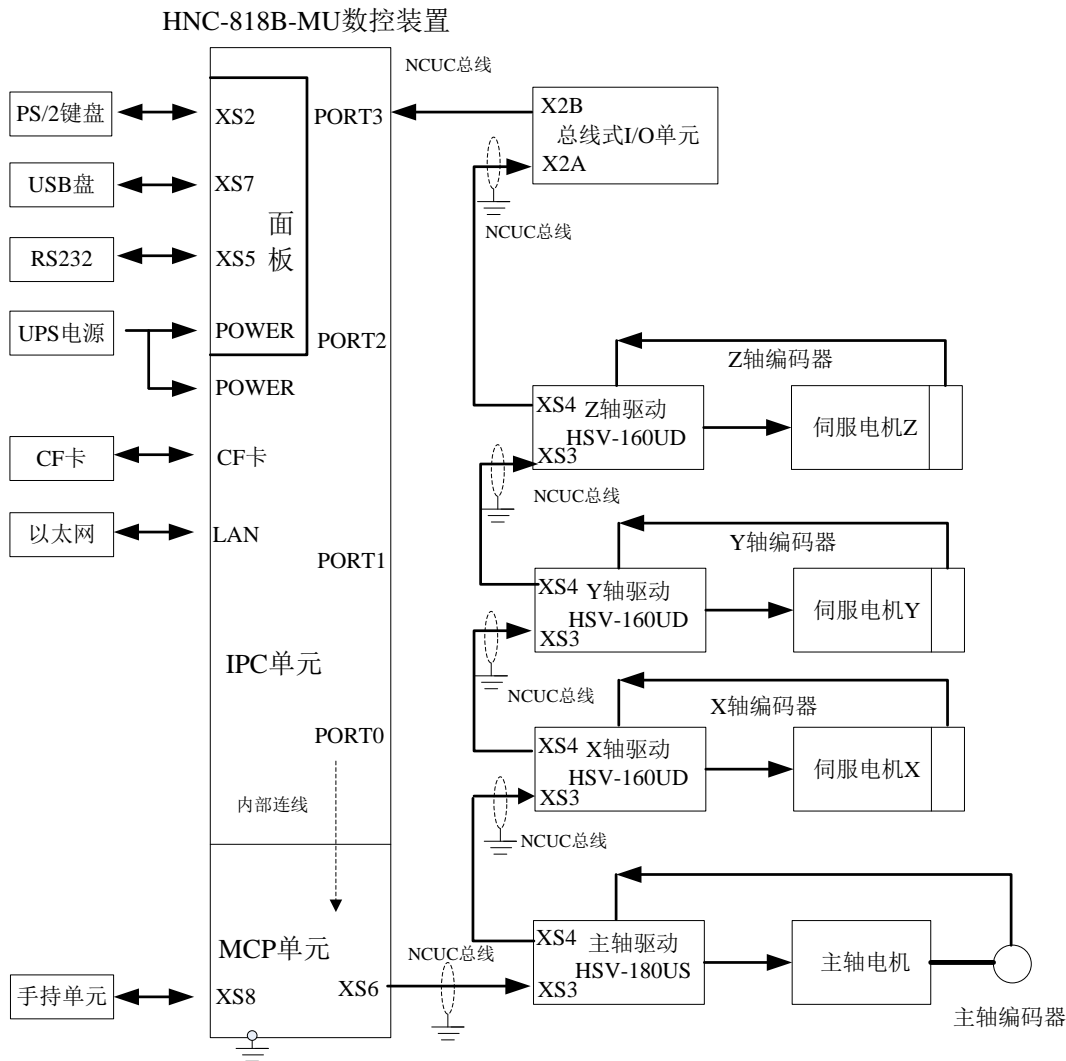 HNC-818B-MU数控装置
NCUC总线
PS/2键盘
XS2
PORT3
X2B
总线式I/O单元
X2A
USB盘
XS7
面
板
NCUC总线
RS232
XS5
UPS电源
POWER
PORT2
POWER
Z轴编码器
XS4
Z轴驱动
HSV-160UD
XS3
伺服电机Z
NCUC总线
CF卡
CF卡
以太网
LAN
PORT1
Y轴编码器
XS4
Y轴驱动
HSV-160UD
XS3
伺服电机Y
NCUC总线
IPC单元
X轴编码器
PORT0
XS4
X轴驱动
HSV-160UD
XS3
伺服电机X
内部连线
NCUC总线
MCP单元
NCUC总线
XS4
主轴驱动
HSV-180US
XS3
主轴电机
手持单元
XS8
XS6
主轴编码器